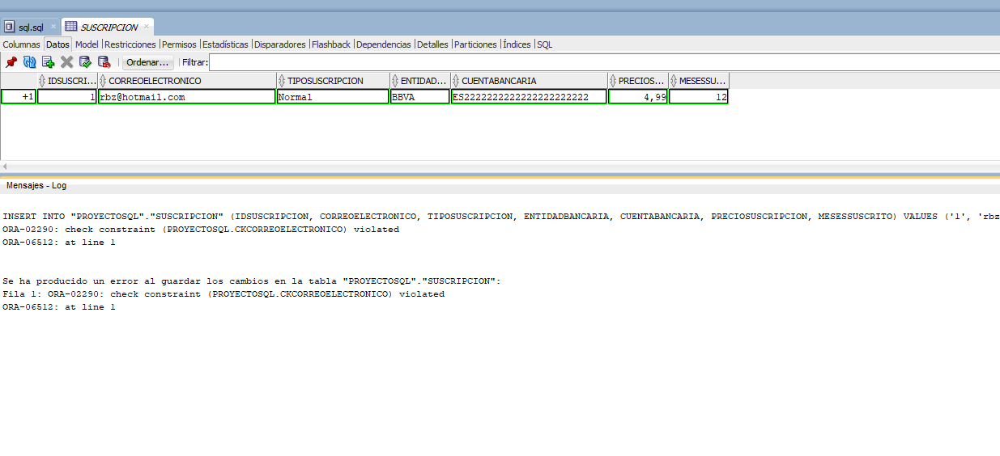 sql.sql SUSCRIPCION
Columnas Datos Model Restricciones Permisos Estadísticas Disparadores Flashback Dependencias Detalles Particiones Índices SQL
Ordenar... Filtrar:
IDSUSCRI... CORREOELECTRONICO TIPOSUSCRIPCION ENTIDAD... CUENTABANCARIA PRECIOS... MESESSU...
+1 1 rbz@hotmail.com Normal BBVA ES2222222222222222222222 4,99 12
Mensajes - Log
INSERT INTO "PROYECTOSQL"."SUSCRIPCION" (IDSUSCRIPCION, CORREOELECTRONICO, TIPOSUSCRIPCION, ENTIDADBANCARIA, CUENTABANCARIA, PRECIOSUSCRIPCION, MESESSUSCRITO) VALUES ('1', 'rbz
ORA-02290: check constraint (PROYECTOSQL.CKCORREOELECTRONICO) violated
ORA-06512: at line 1
Se ha producido un error al guardar los cambios en la tabla "PROYECTOSQL"."SUSCRIPCION":
Fila 1: ORA-02290: check constraint (PROYECTOSQL.CKCORREOELECTRONICO) violated
ORA-06512: at line 1